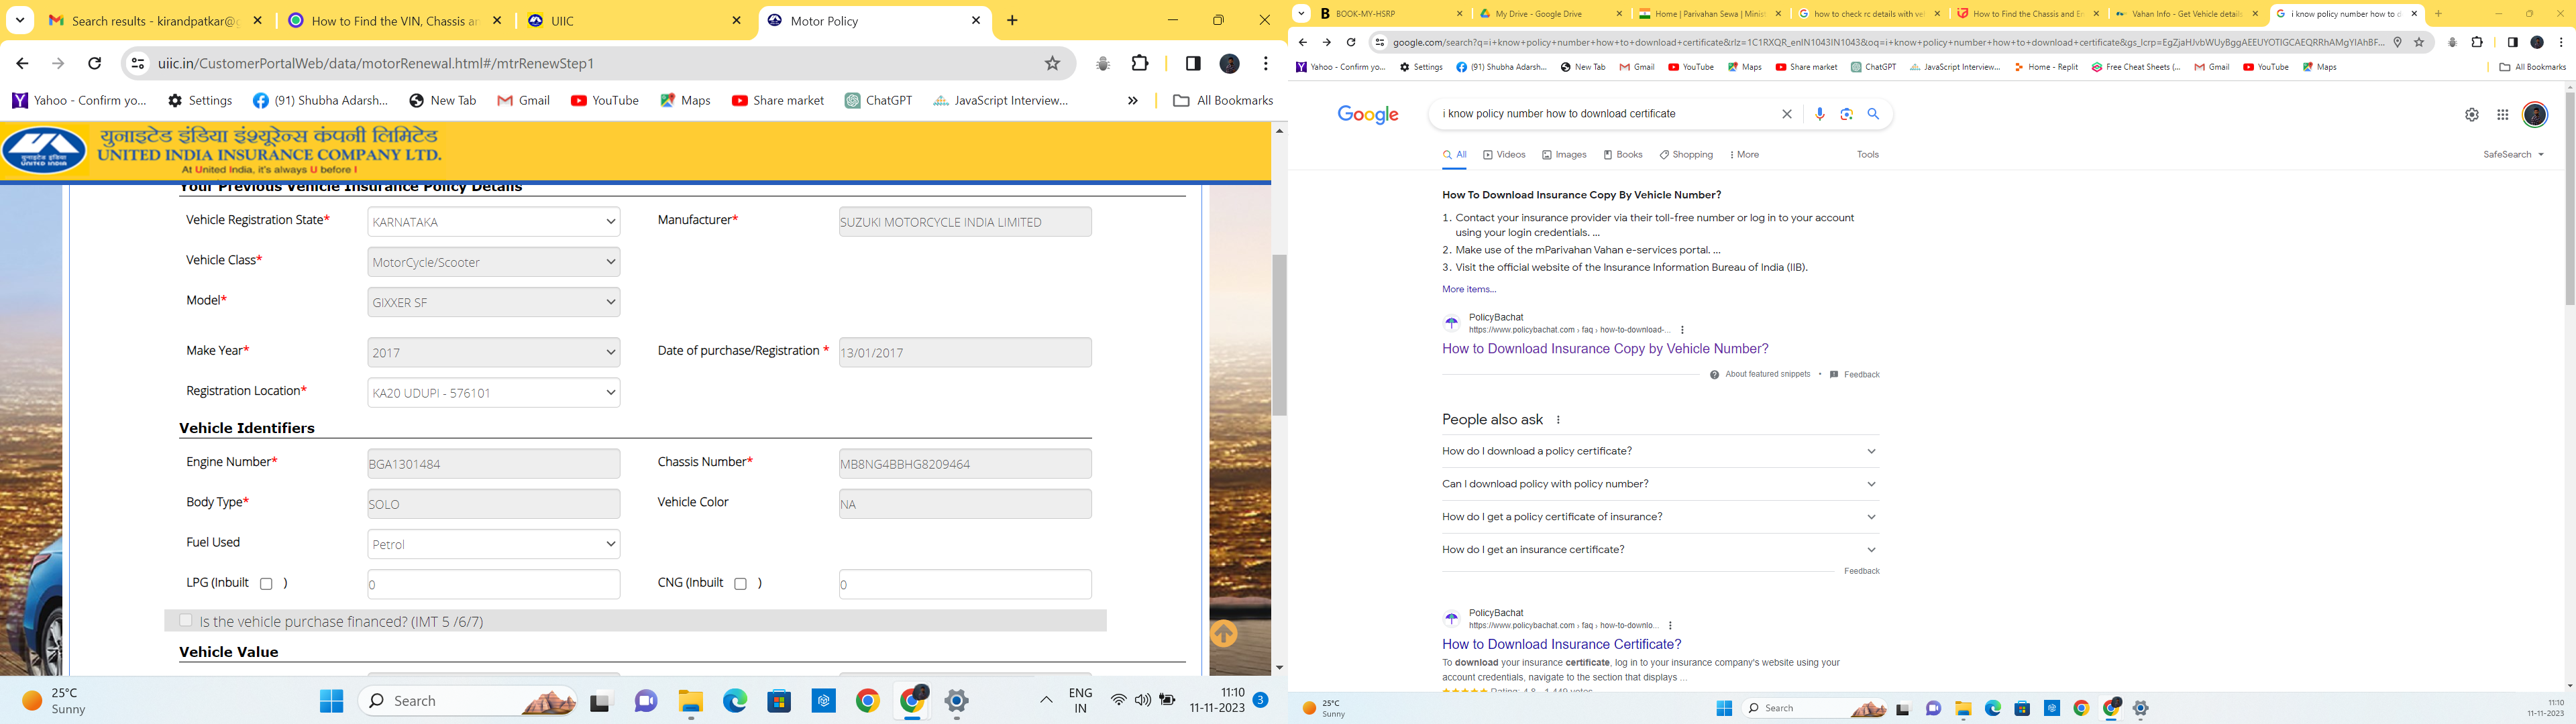 Search results - kirandpatkar@g
How to Find the VIN, Chassis an
UIIC
Motor Policy
uiic.in/CustomerPortalWeb/data/motorRenewal.html#/mtrRenewStep1
Yahoo - Confirm yo...
Settings
(91) Shubha Adarsh...
New Tab
Gmail
YouTube
Maps
Share market
ChatGPT
JavaScript Interview...
All Bookmarks
यूनाइटेड इंडिया इंश्यूरेन्स कंपनी लिमिटेड
UNITED INDIA INSURANCE COMPANY LTD.
At United India, it's always U before I
Your Previous Vehicle Insurance Policy Details
Vehicle Registration State* KARNATAKA Manufacturer* SUZUKI MOTORCYCLE INDIA LIMITED
Vehicle Class* MotorCycle/Scooter
Model* GIXXER SF
Make Year* 2017 Date of purchase/Registration * 13/01/2017
Registration Location* KA20 UDUPI - 576101
Vehicle Identifiers
Engine Number* BGA1301484 Chassis Number* MB8NG4BBHG8209464
Body Type* SOLO Vehicle Color NA
Fuel Used Petrol
LPG (Inbuilt ) 0 CNG (Inbuilt ) 0
Is the vehicle purchase financed? (IMT 5 /6/7)
Vehicle Value
25°C
Sunny
Search
ENG
IN
11:10
11-11-2023
3
BOOK-MY-HSRP
My Drive - Google Drive
Home | Parivahan Sewa | Minist
how to check rc details with veh
How to Find the Chassis and En
Vahan Info - Get Vehicle details
i know policy number how to d
google.com/search?q=i+know+policy+number+how+to+download+certificate&rlz=1C1RXQR_enIN1043IN1043&oq=i+know+policy+number+how+to+download+certificate&gs_lcrp=
Yahoo - Confirm yo...
Settings
(91) Shubha Adarsh...
New Tab
Gmail
YouTube
Maps
Share market
ChatGPT
JavaScript Interview...
Home - Replit
Free Cheat Sheets (...
Gmail
YouTube
Maps
All Bookmarks
Google
i know policy number how to download certificate
All
Videos
Images
Books
Shopping
More
Tools
SafeSearch
How To Download Insurance Copy By Vehicle Number?
1. Contact your insurance provider via their toll-free number or log in to your account
using your login credentials. ...
2. Make use of the mParivahan Vahan e-services portal. ...
3. Visit the official website of the Insurance Information Bureau of India (IIB).
More items...
PolicyBachat
https://www.policybachat.com › faq › how-to-download-...
How to Download Insurance Copy by Vehicle Number?
About featured snippets • Feedback
People also ask
How do I download a policy certificate?
Can I download policy with policy number?
How do I get a policy certificate of insurance?
How do I get an insurance certificate?
Feedback
PolicyBachat
https://www.policybachat.com › faq › how-to-downlo...
How to Download Insurance Certificate?
To download your insurance certificate, log in to your insurance company's website using your
account credentials, navigate to the section that displays ...
Rating: 4.8 · 1,449 votes
25°C
Sunny
Search
ENG
IN
11:10
11-11-2023